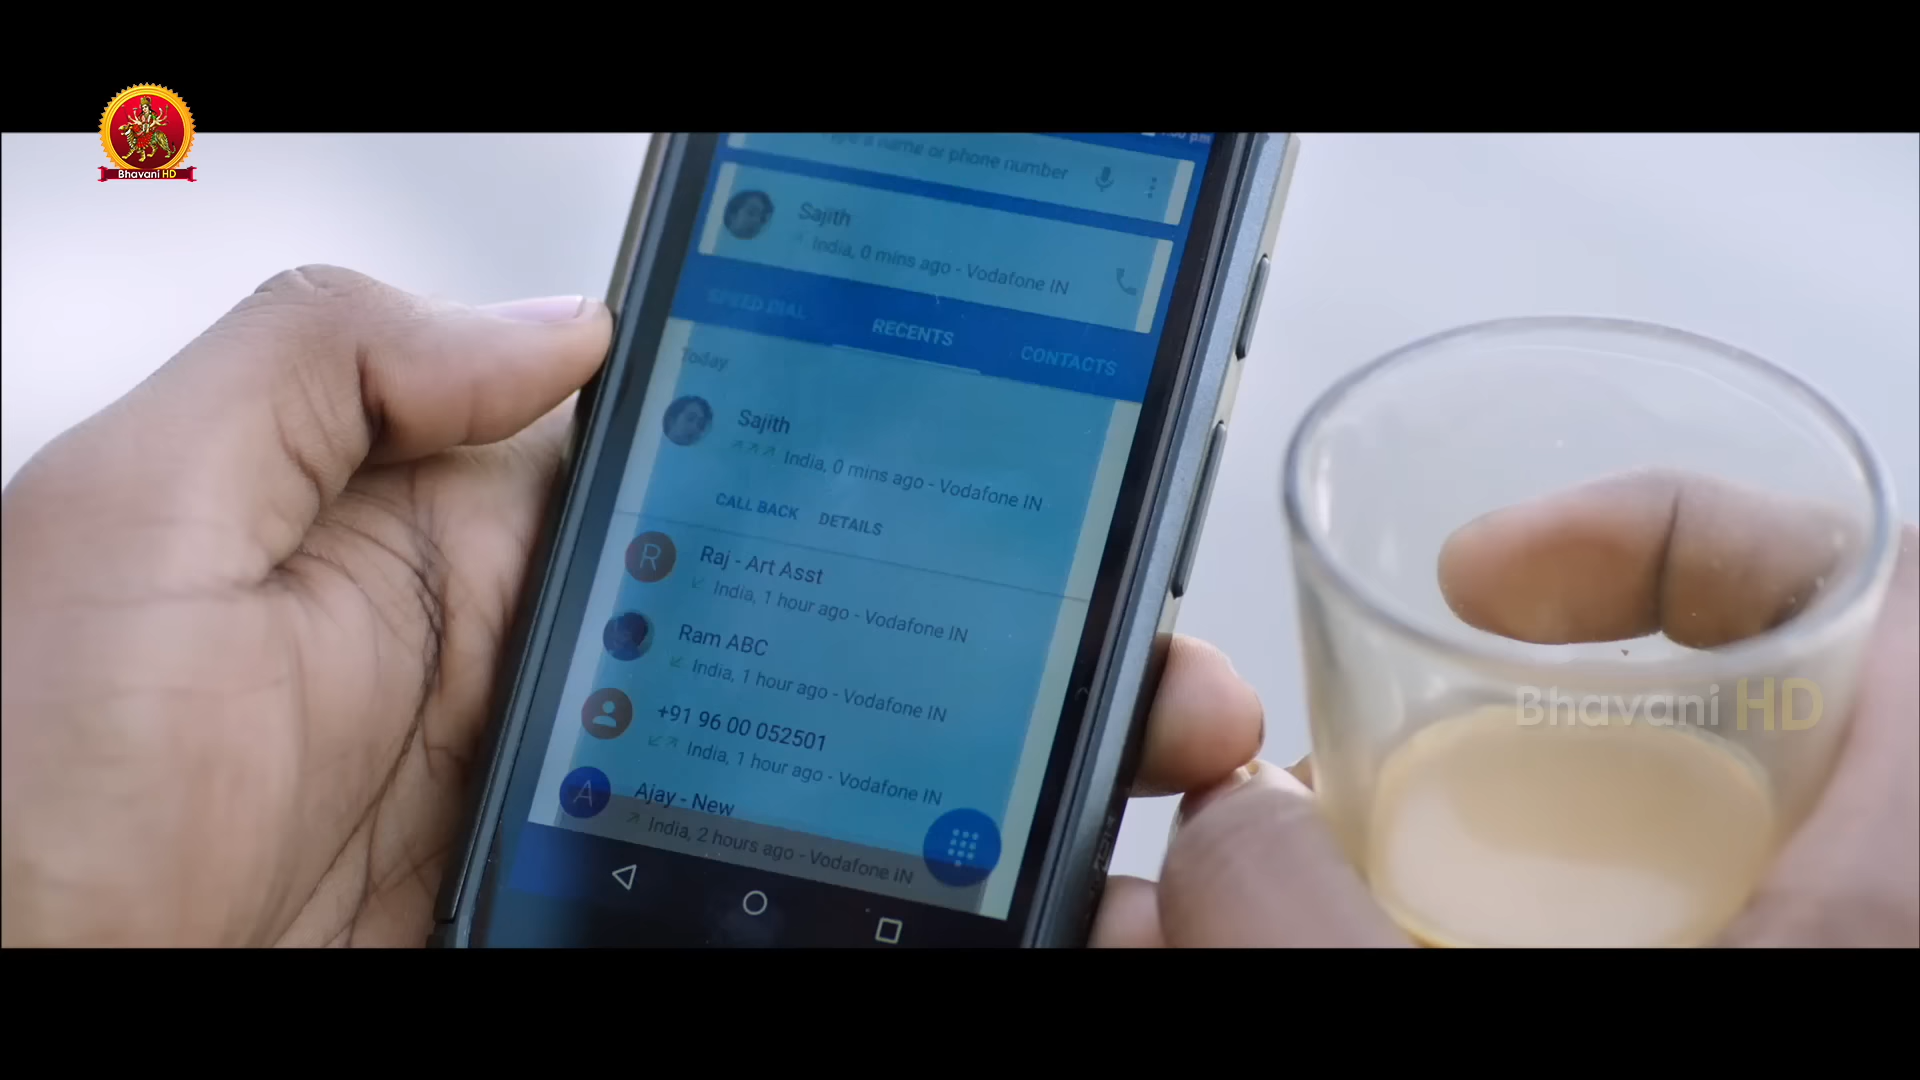 Bhavani HD
a name or phone number
Sajith
India, 0 mins ago - Vodafone IN
SPEED DIAL
RECENTS
CONTACTS
Today
Sajith
India, 0 mins ago - Vodafone IN
CALL BACK DETAILS
R
Raj - Art Asst
India, 1 hour ago - Vodafone IN
Ram ABC
India, 1 hour ago - Vodafone IN
+91 96 00 052501
India, 1 hour ago - Vodafone IN
A
Ajay - New
India, 2 hours ago - Vodafone IN
Bhavani HD